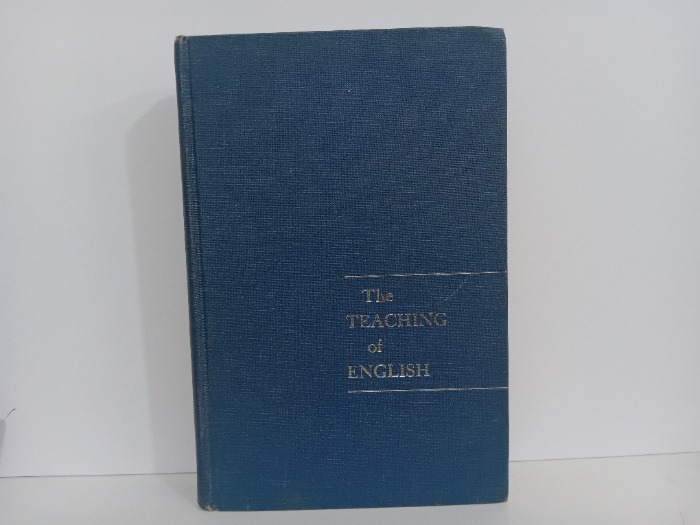 The
TEACHING
of
ENGLISH